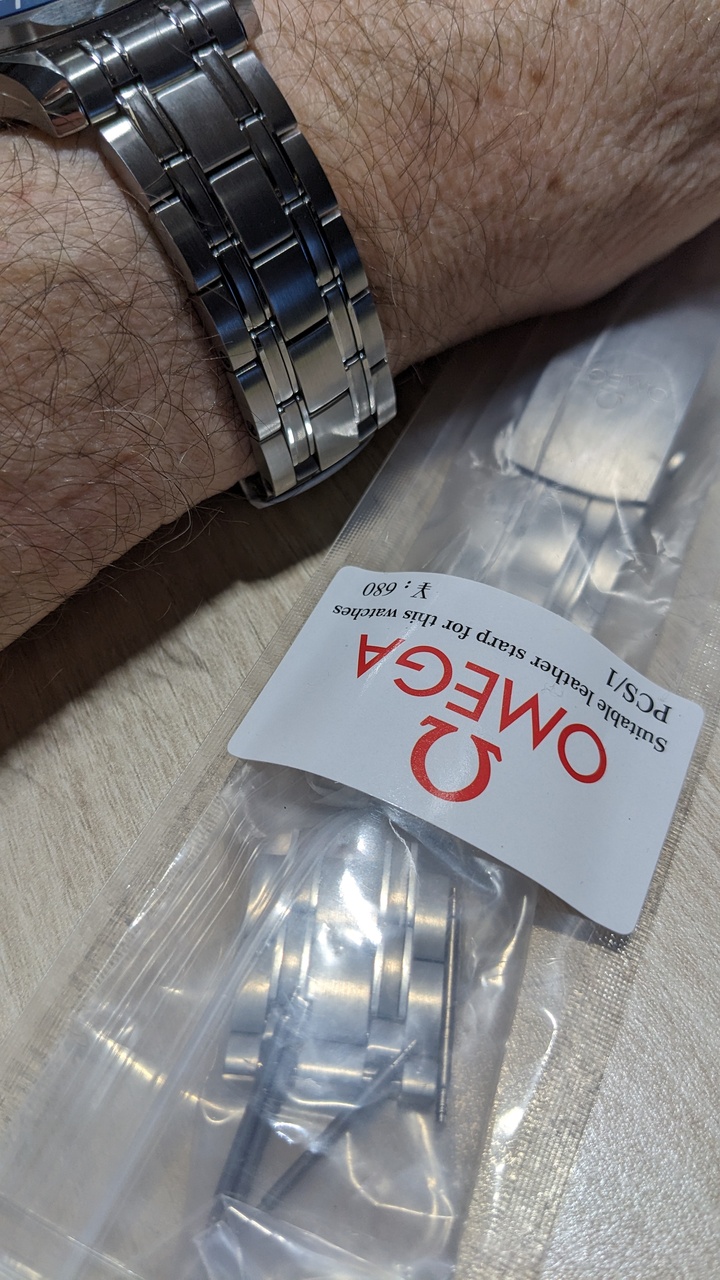 Ω
OMEGA
Suitable leather starp for this watches
PCS/1 ¥: 680